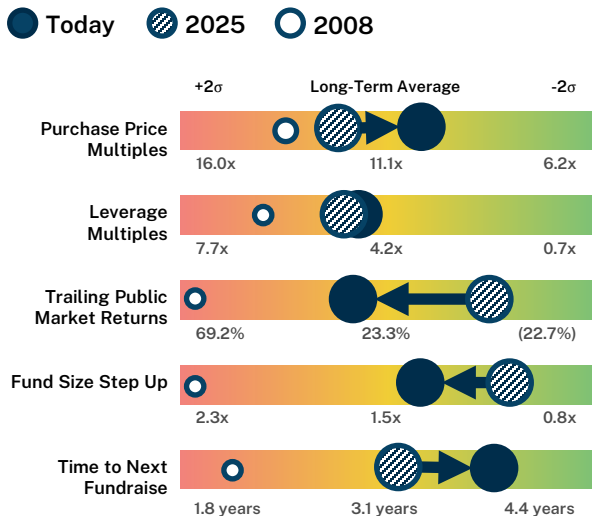 Today 2025 2008
+2σ Long-Term Average -2σ
Purchase Price
Multiples
16.0x 11.1x 6.2x
Leverage
Multiples
7.7x 4.2x 0.7x
Trailing Public
Market Returns
69.2% 23.3% (22.7%)
Fund Size Step Up
2.3x 1.5x 0.8x
Time to Next
Fundraise
1.8 years 3.1 years 4.4 years